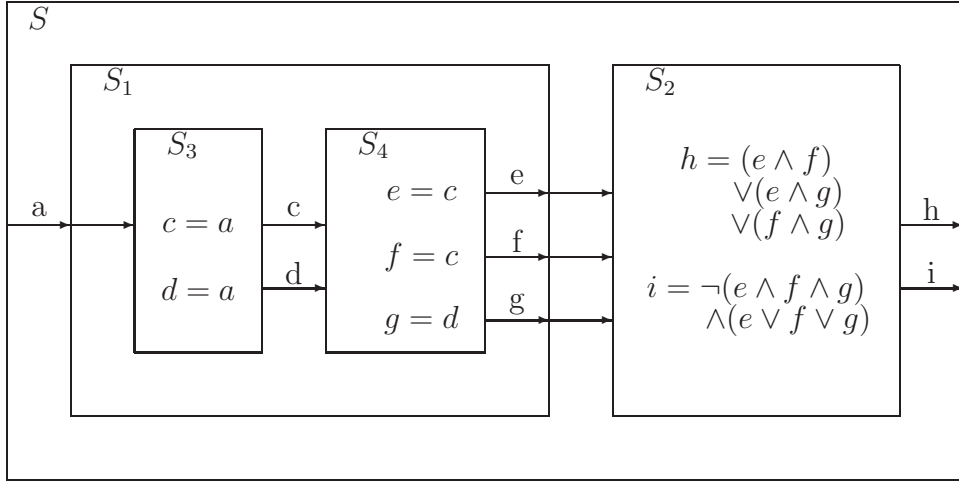 S
S₁
S₂
S₃
S₄
a
c = a
d = a
c
d
e = c
f = c
g = d
e
f
g
h = (e ∧ f)
∨(e ∧ g)
∨(f ∧ g)
i = ¬(e ∧ f ∧ g)
∧(e ∨ f ∨ g)
h
i